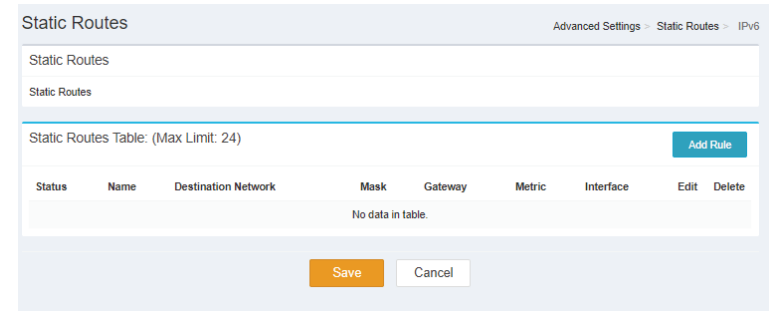 Static Routes
Advanced Settings > Static Routes > IPv6
Static Routes
Static Routes
Static Routes Table: (Max Limit: 24)
Add Rule
Status Name Destination Network Mask Gateway Metric Interface Edit Delete
No data in table.
Save Cancel